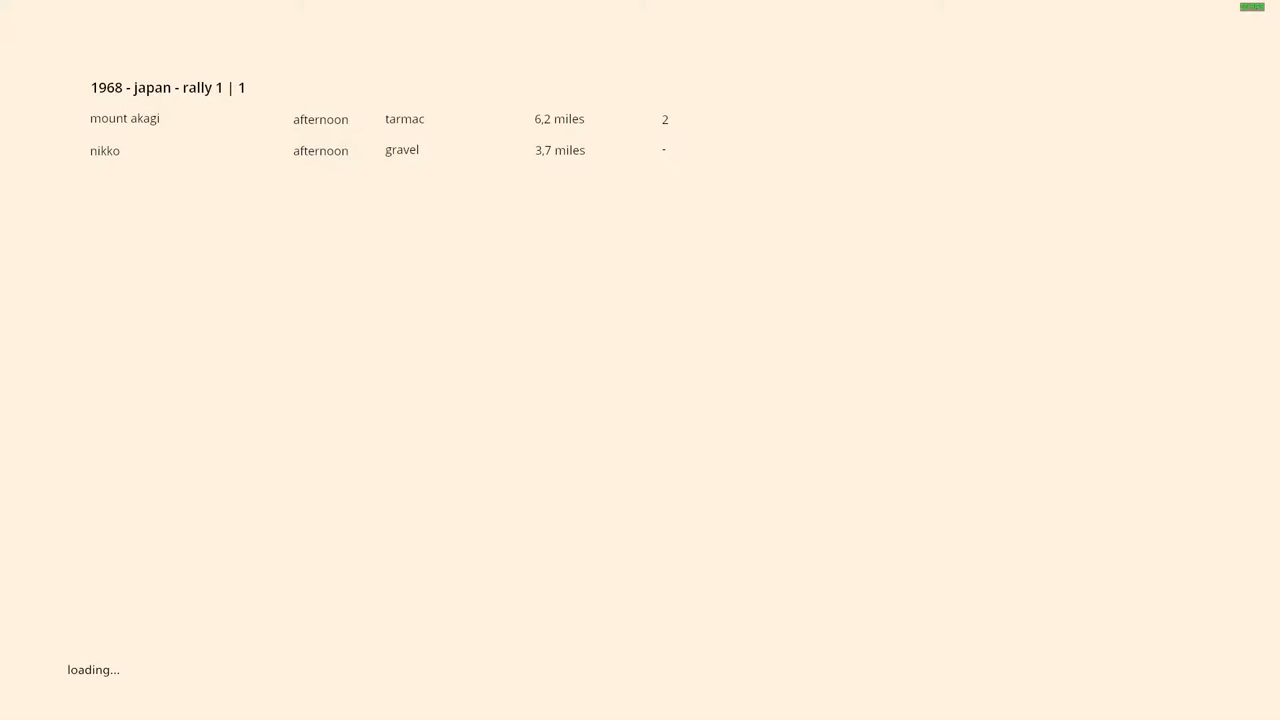 1968 - japan - rally 1 | 1
mount akagi afternoon tarmac 6,2 miles 2
nikko afternoon gravel 3,7 miles -
loading...